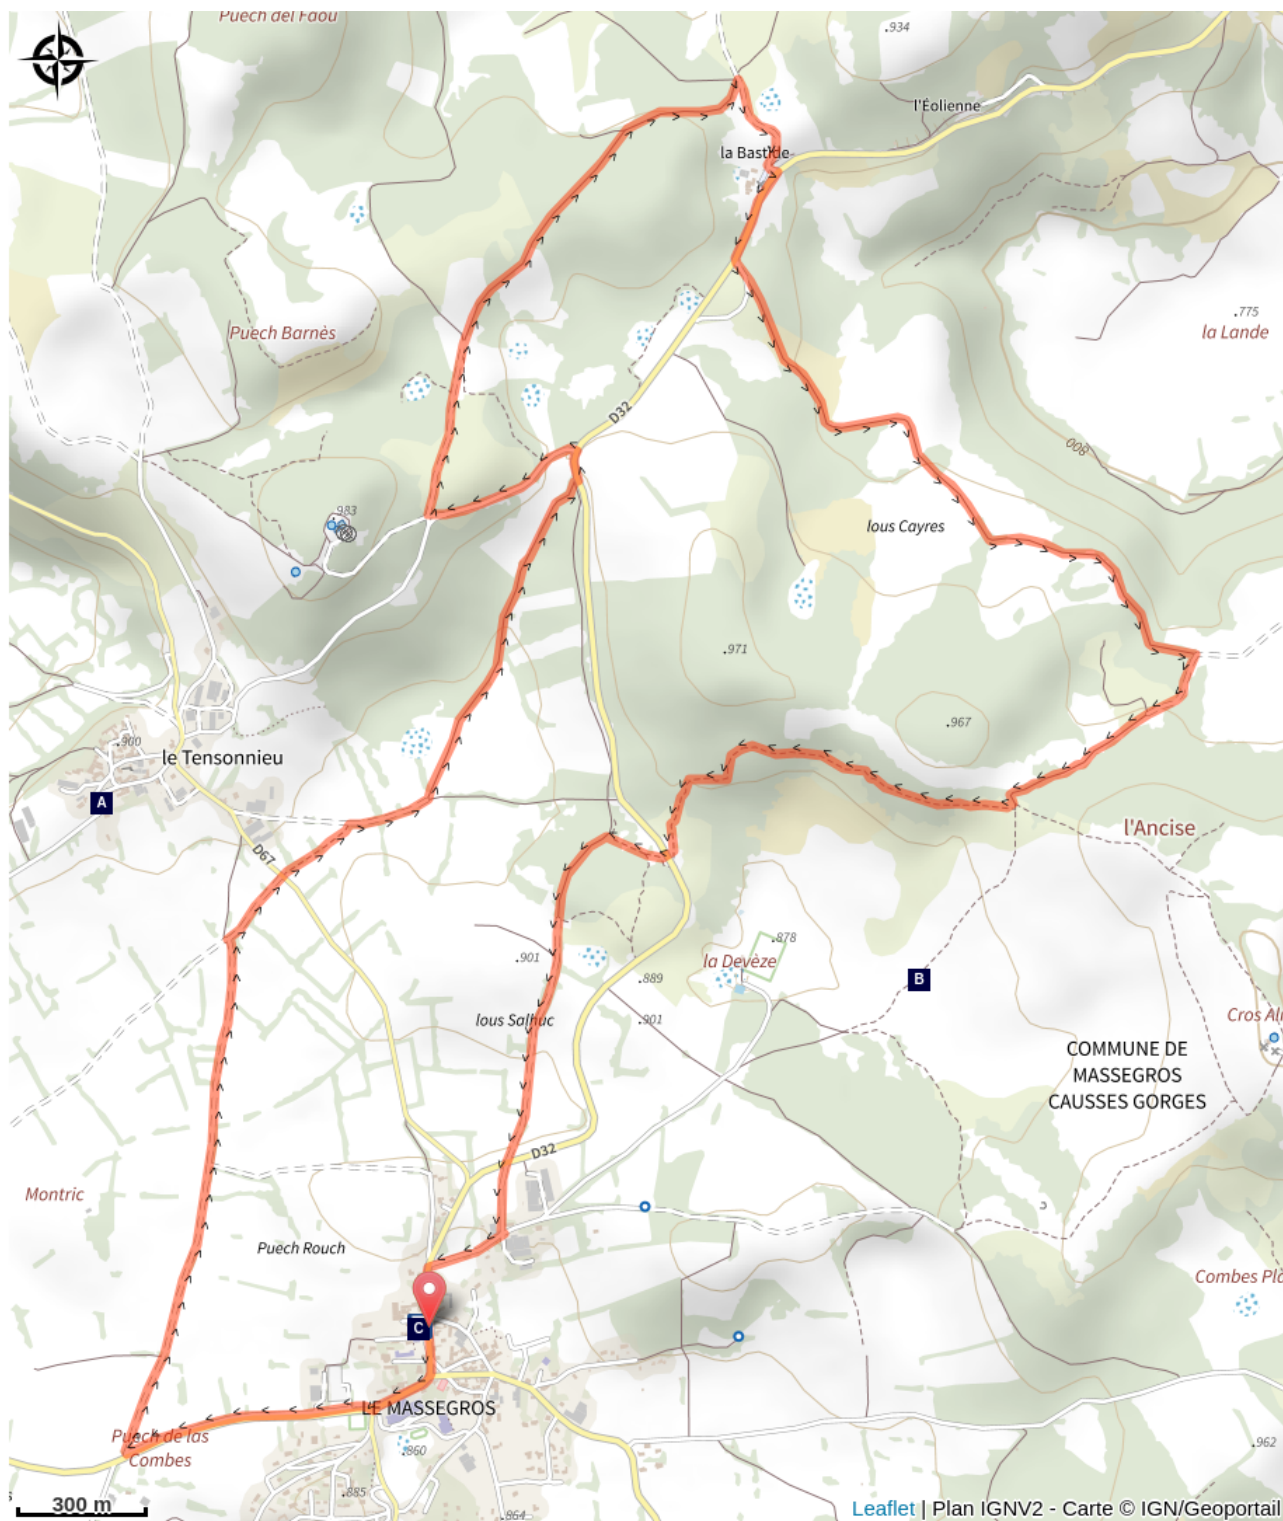 Puech del Faou
934
l'Éolienne
la Bastide
775
la Lande
Puech Barnès
D32
800
983
lous Cayres
971
967
900
le Tensonnieu
A
l'Ancise
D67
878
la Devèze
901
889
B
lous Salhuc
901
Cros Al
COMMUNE DE
MASSEGROS
CAUSSES GORGES
D32
Montric
Puech Rouch
Combes Pla
C
LE MASSEGROS
Puech de las
Combes
860
962
885
864
300 m
Leaflet | Plan IGNV2 - Carte © IGN/Geoportail